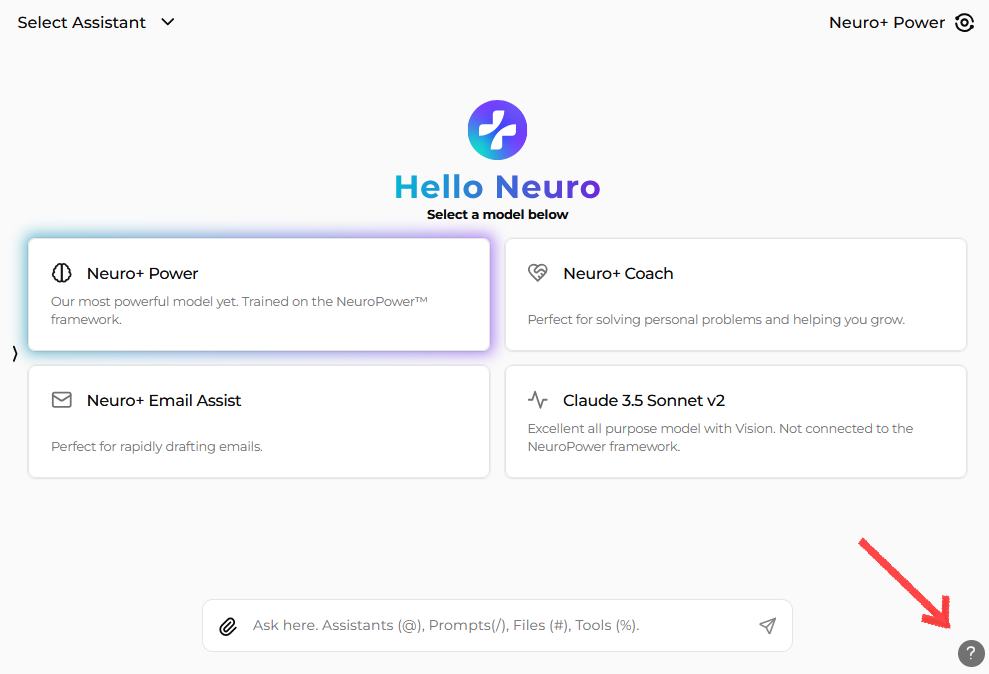 Select Assistant
Neuro+ Power
Hello Neuro
Select a model below
Neuro+ Power
Our most powerful model yet. Trained on the NeuroPower™
framework.
Neuro+ Coach
Perfect for solving personal problems and helping you grow.
Neuro+ Email Assist
Perfect for rapidly drafting emails.
Claude 3.5 Sonnet v2
Excellent all purpose model with Vision. Not connected to the
NeuroPower framework.
Ask here. Assistants (@), Prompts(/), Files (#), Tools (%).
?